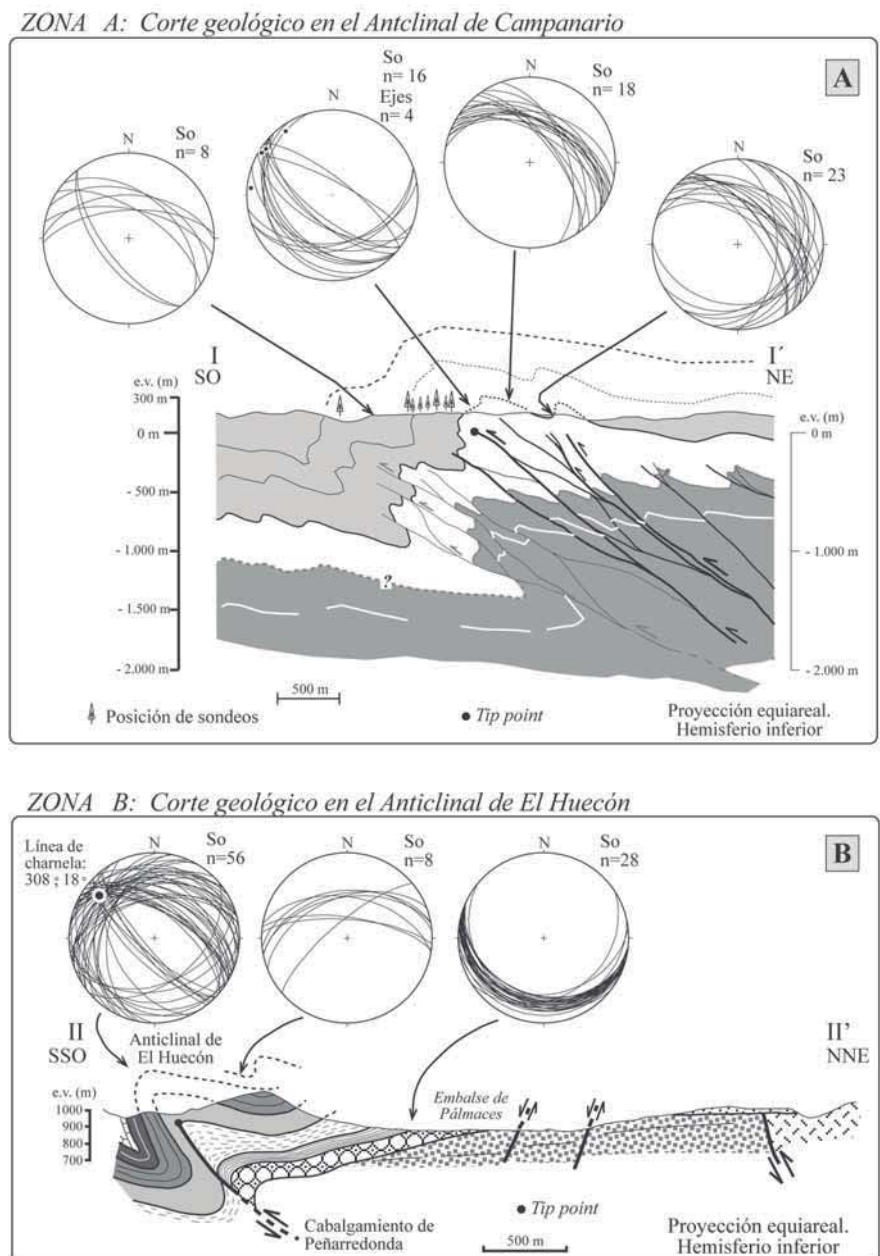 ZONA A: Corte geológico en el Antclinal de Campanario
A
So
n= 16
Ejes
n= 4
N
So
n= 18
N
So
n= 8
N
So
n= 23
N
I
SO
I´
NE
e.v. (m)
300 m
0 m
- 500 m
- 1.000 m
- 1.500 m
- 2.000 m
e.v. (m)
0 m
- 1.000 m
- 2.000 m
?
500 m
Posición de sondeos
Tip point
Proyección equiareal.
Hemisferio inferior
ZONA B: Corte geológico en el Anticlinal de El Huecón
B
Línea de
charnela:
308 ; 18
N
So
n=56
N
So
n=8
N
So
n=28
II
SSO
Anticlinal de
El Huecón
II'
NNE
e.v. (m)
1000
900
800
700
Embalse de
Pálmaces
Tip point
Cabalgamiento de
Peñarredonda
500 m
Proyección equiareal.
Hemisferio inferior